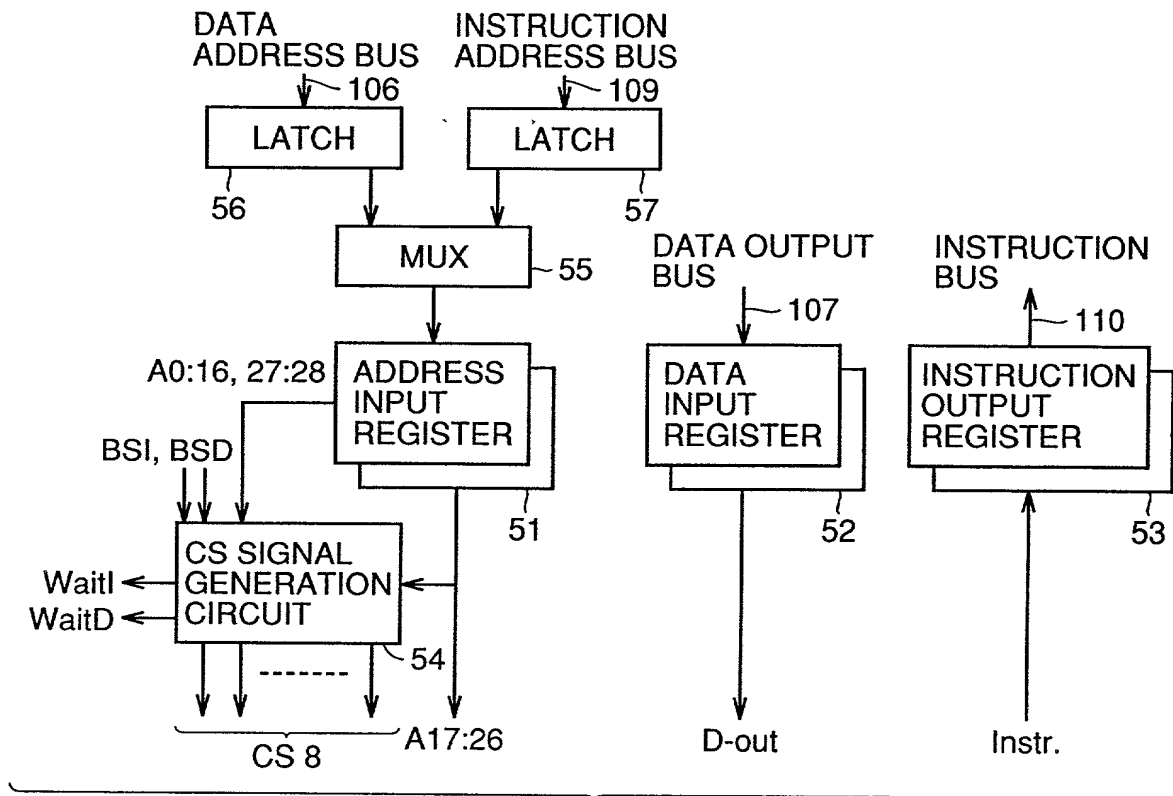 DATA
ADDRESS BUS
INSTRUCTION
ADDRESS BUS
106
109
LATCH
LATCH
56
57
MUX
55
DATA OUTPUT
BUS
INSTRUCTION
BUS
107
110
A0:16, 27:28
ADDRESS
INPUT
REGISTER
DATA
INPUT
REGISTER
INSTRUCTION
OUTPUT
REGISTER
BSI, BSD
51
52
53
CS SIGNAL
GENERATION
CIRCUIT
WaitI
WaitD
54
CS 8
A17:26
D-out
Instr.